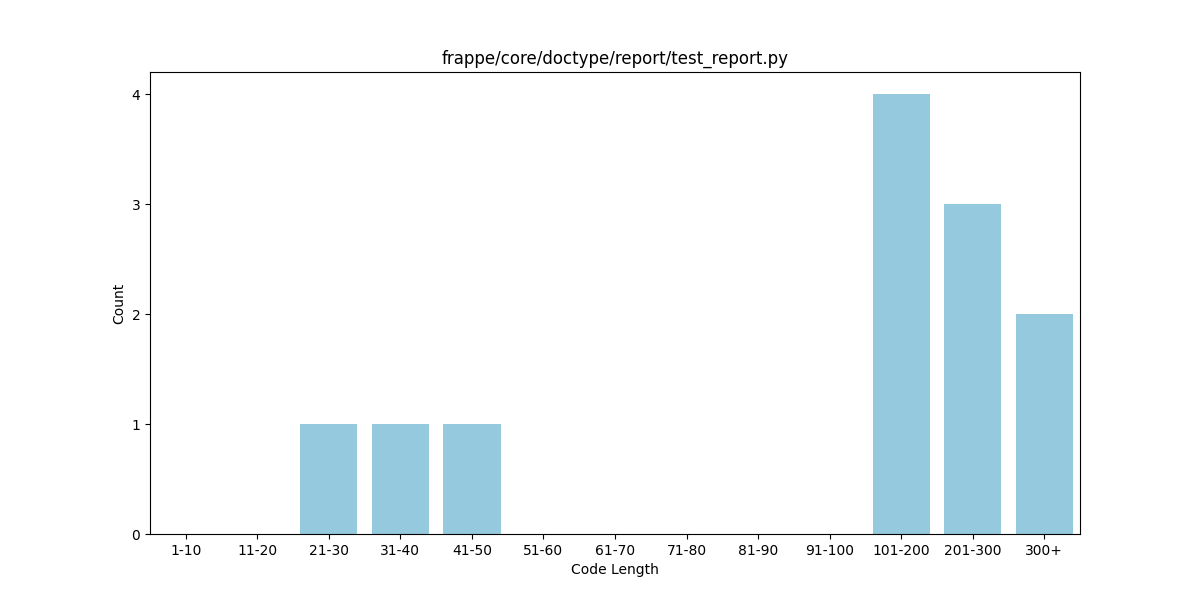 frappe/core/doctype/report/test_report.py
4
3
2
1
0
Count
1-10 11-20 21-30 31-40 41-50 51-60 61-70 71-80 81-90 91-100 101-200 201-300 300+
Code Length